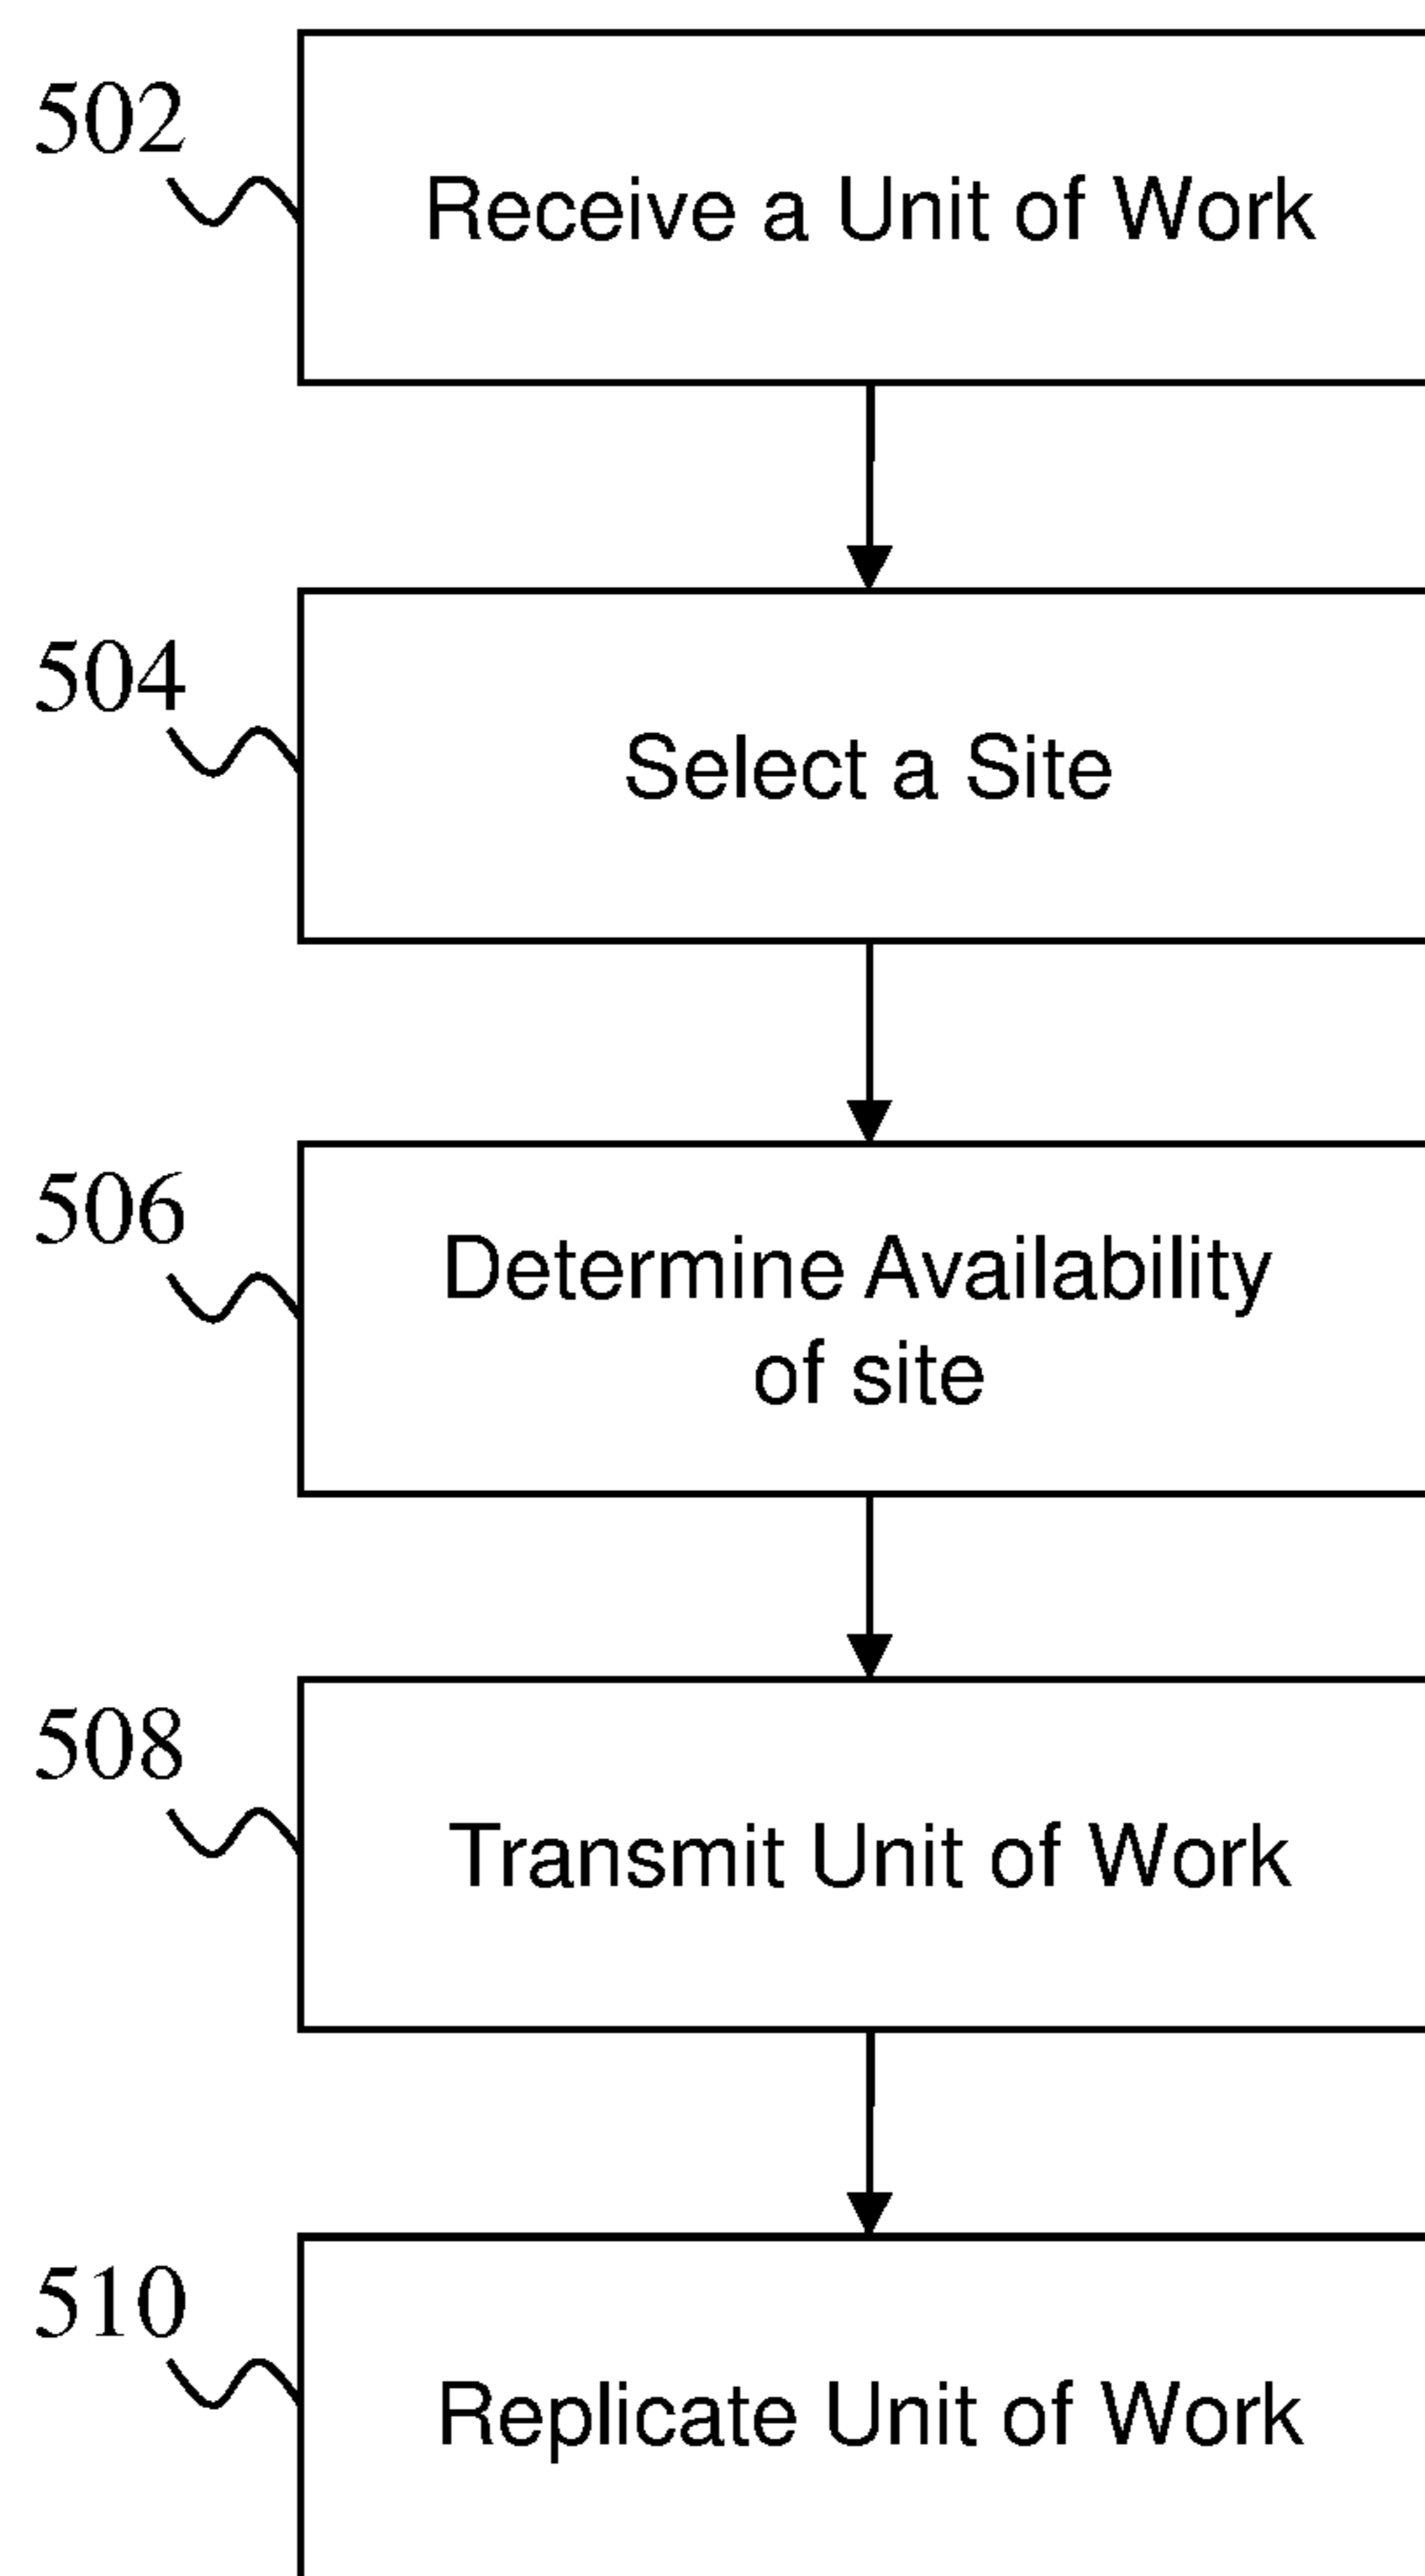 502
Receive a Unit of Work
504
Select a Site
506
Determine Availability
of site
508
Transmit Unit of Work
510
Replicate Unit of Work